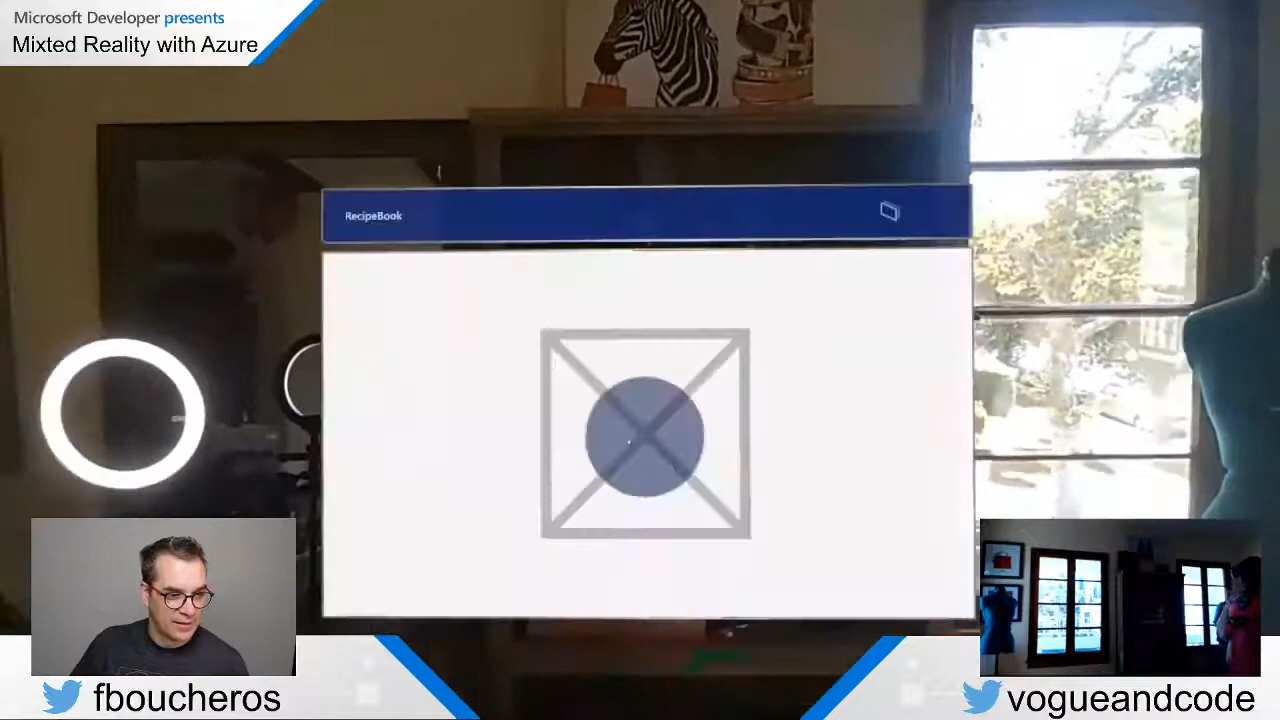 Microsoft Developer presents
Mixted Reality with Azure
RecipeBook
fboucheros
vogueandcode